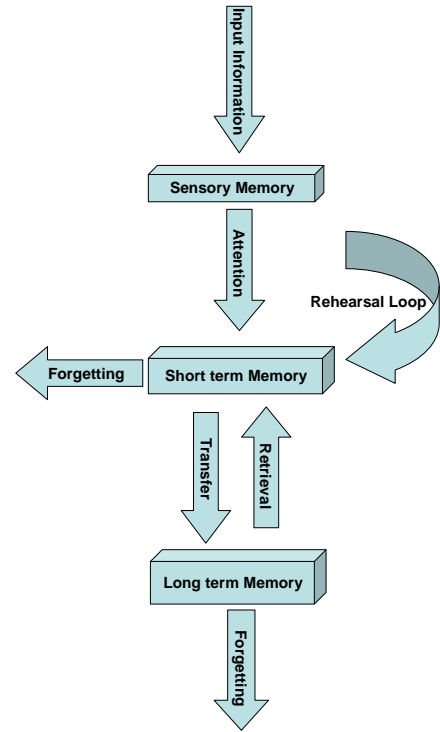 Input Information
Sensory Memory
Attention
Rehearsal Loop
Forgetting
Short term Memory
Transfer
Retrieval
Long term Memory
Forgetting